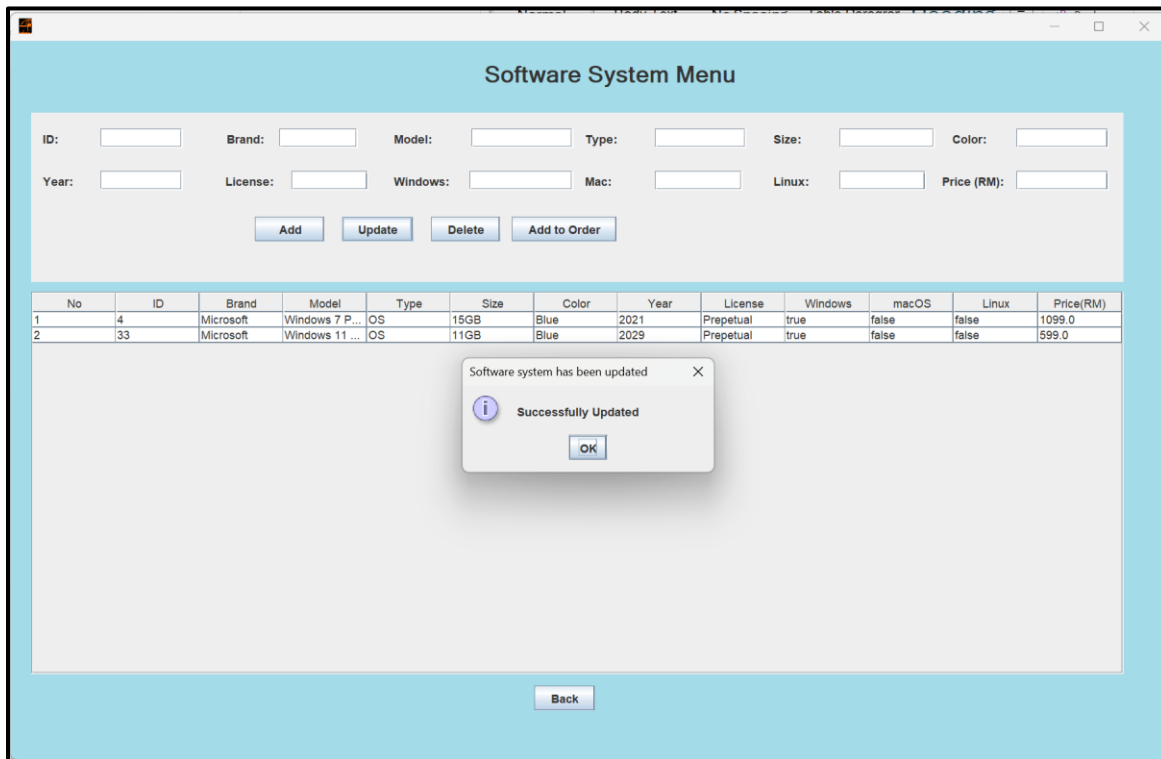 Software System Menu
ID: Brand: Model: Type: Size: Color:
Year: License: Windows: Mac: Linux: Price (RM):
Add Update Delete Add to Order
No ID Brand Model Type Size Color Year License Windows macOS Linux Price(RM)
1 4 Microsoft Windows 7 P... OS 15GB Blue 2021 Prepetual true false false 1099.0
2 33 Microsoft Windows 11 ... OS 11GB Blue 2029 Prepetual true false false 599.0
Software system has been updated
Successfully Updated
OK
Back